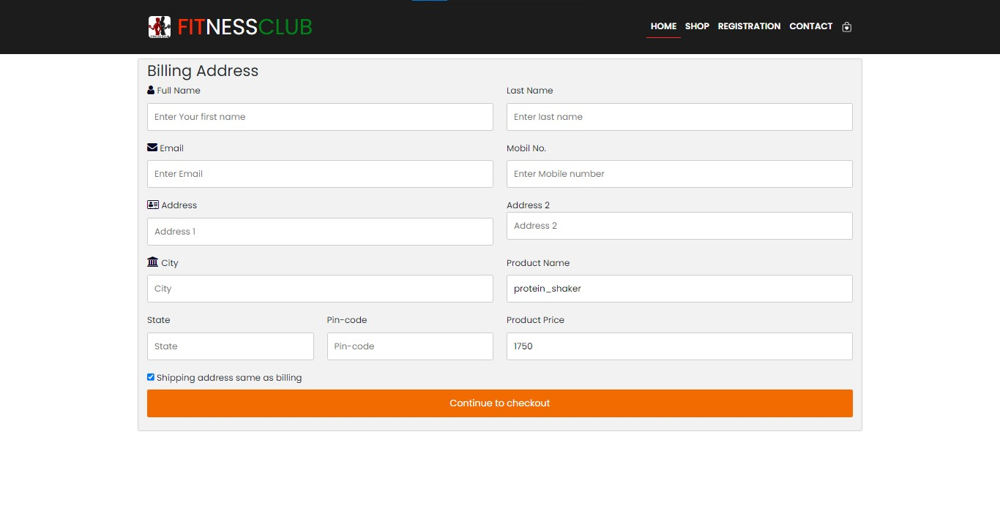 FITNESSCLUB
HOME SHOP REGISTRATION CONTACT
Billing Address
Full Name Last Name
Enter Your first name Enter last name
Email Mobil No.
Enter Email Enter Mobile number
Address Address 2
Address 1 Address 2
City Product Name
City protein_shaker
State Pin-code Product Price
State Pin-code 1750
Shipping address same as billing
Continue to checkout